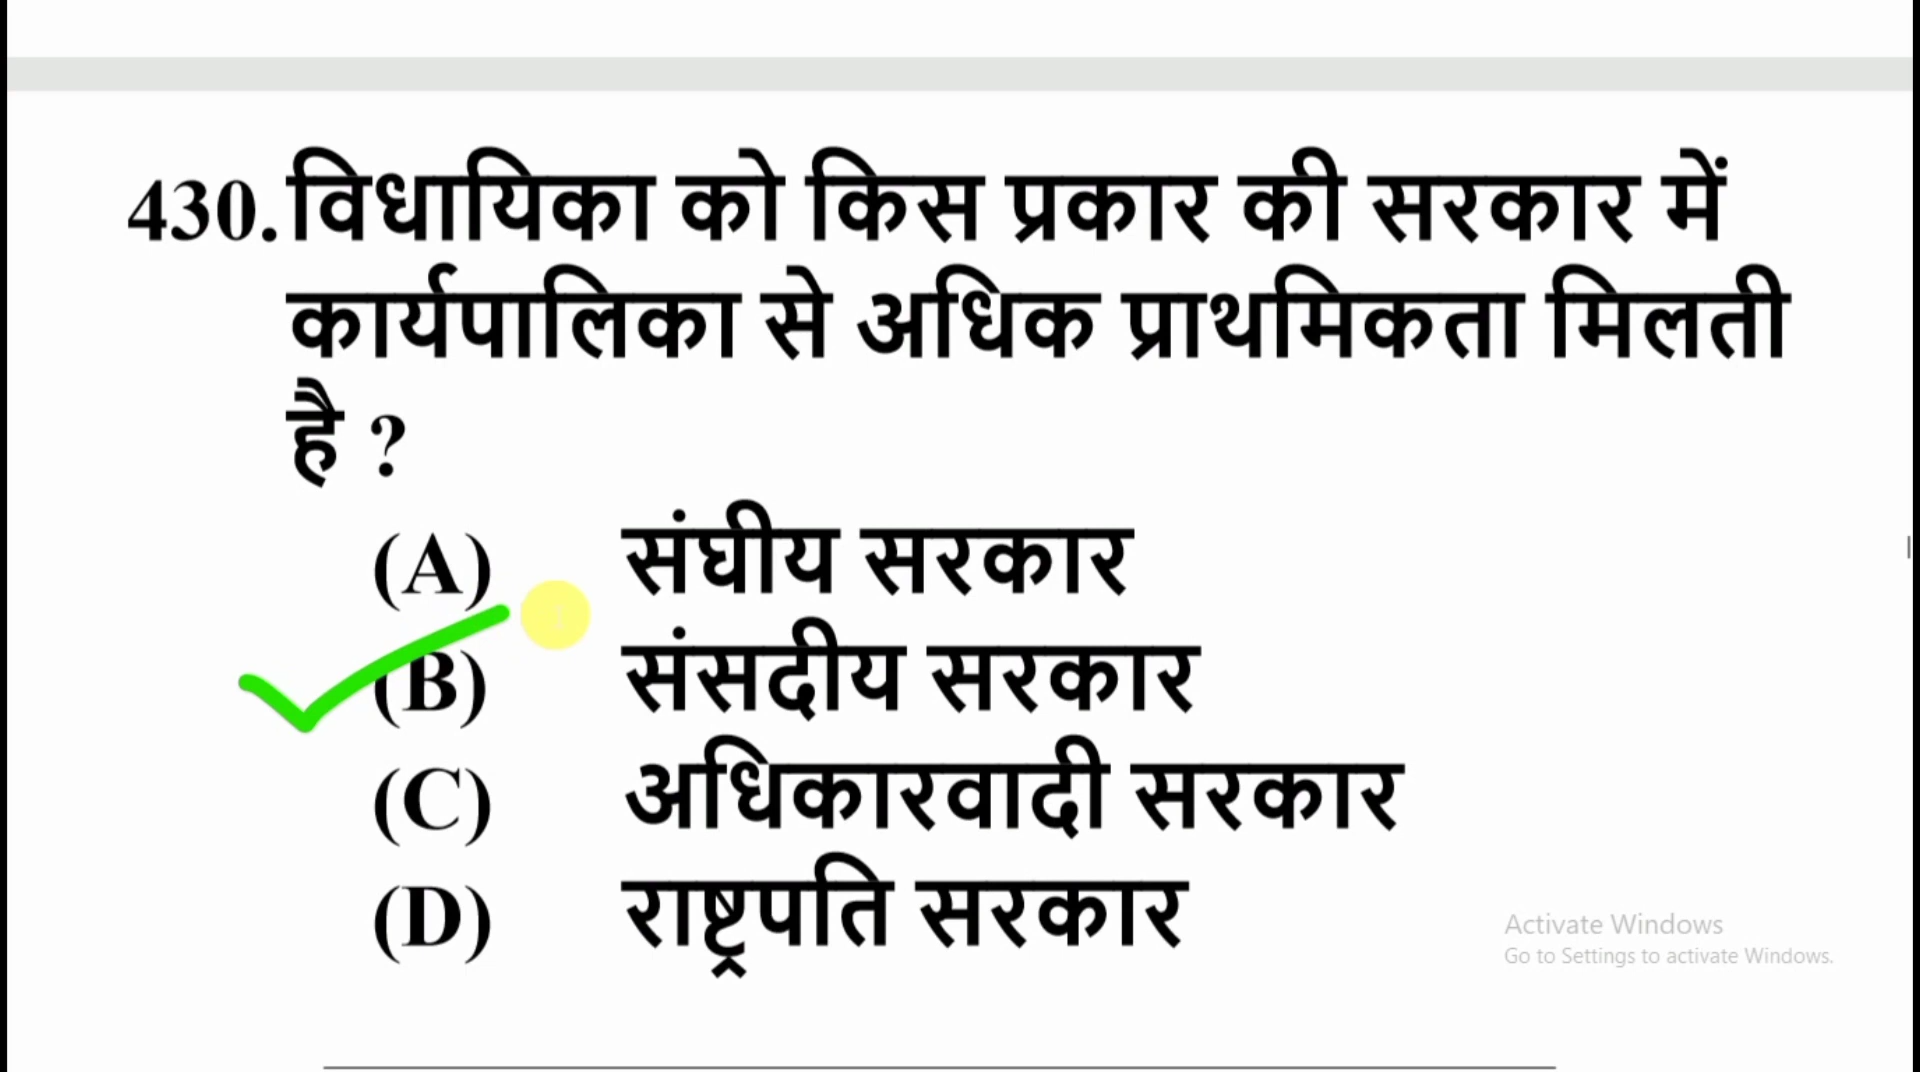 430. विधायिका को किस प्रकार की सरकार में
कार्यपालिका से अधिक प्राथमिकता मिलती
है ?
(A) संघीय सरकार
(B) संसदीय सरकार
(C) अधिकारवादी सरकार
(D) राष्ट्रपति सरकार
Activate Windows
Go to Settings to activate Windows.